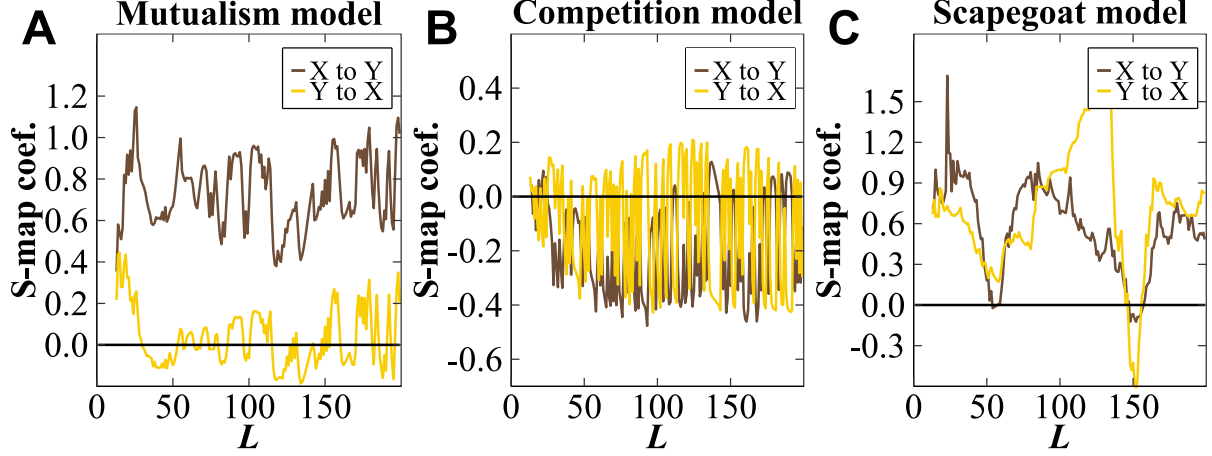 A
Mutualism model
X to Y
Y to X
S-map coef.
1.2
1.0
0.8
0.6
0.4
0.2
0.0
0
50
100
150
L
B
Competition model
X to Y
Y to X
S-map coef.
0.4
0.2
0.0
-0.2
-0.4
-0.6
0
50
100
150
L
C
Scapegoat model
X to Y
Y to X
S-map coef.
1.5
1.2
0.9
0.6
0.3
0.0
-0.3
0
50
100
150
L